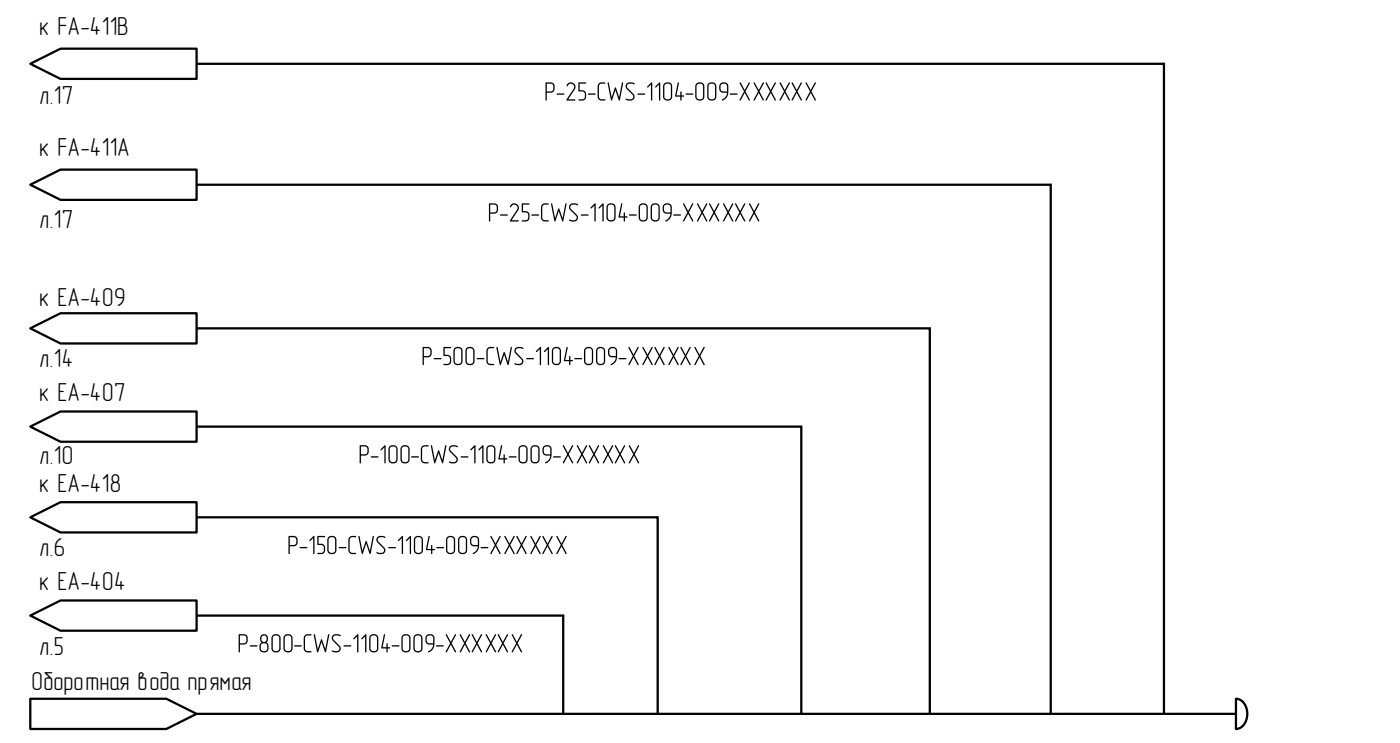 к FA-411B
л.17
P-25-CWS-1104-009-XXXXXX
к FA-411A
л.17
P-25-CWS-1104-009-XXXXXX
к EA-409
л.14
P-500-CWS-1104-009-XXXXXX
к EA-407
л.10
P-100-CWS-1104-009-XXXXXX
к EA-418
л.6
P-150-CWS-1104-009-XXXXXX
к EA-404
л.5
P-800-CWS-1104-009-XXXXXX
Оборотная вода прямая